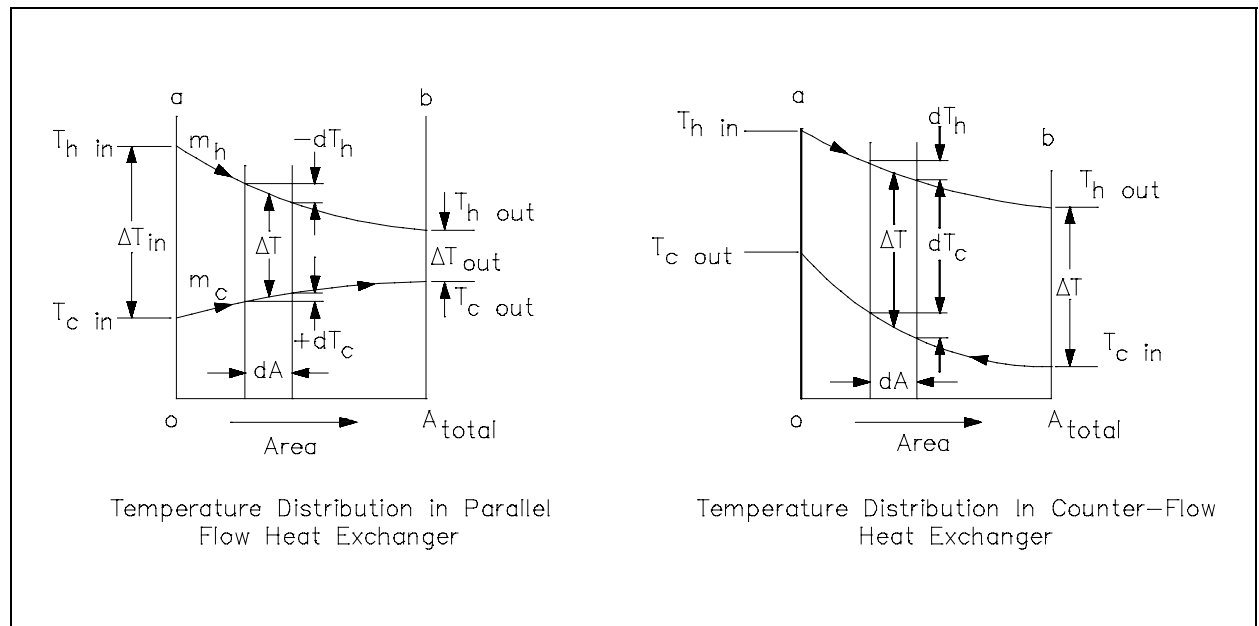 a
b
T_h in
m_h
-dT_h
T_h out
ΔT_in
ΔT
ΔT_out
m_c
T_c in
T_c out
+dT_c
dA
o
A_total
Area
Temperature Distribution in Parallel
Flow Heat Exchanger
a
b
T_h in
dT_h
T_h out
T_c out
ΔT
dT_c
ΔT
T_c in
dA
o
A_total
Area
Temperature Distribution In Counter-Flow
Heat Exchanger